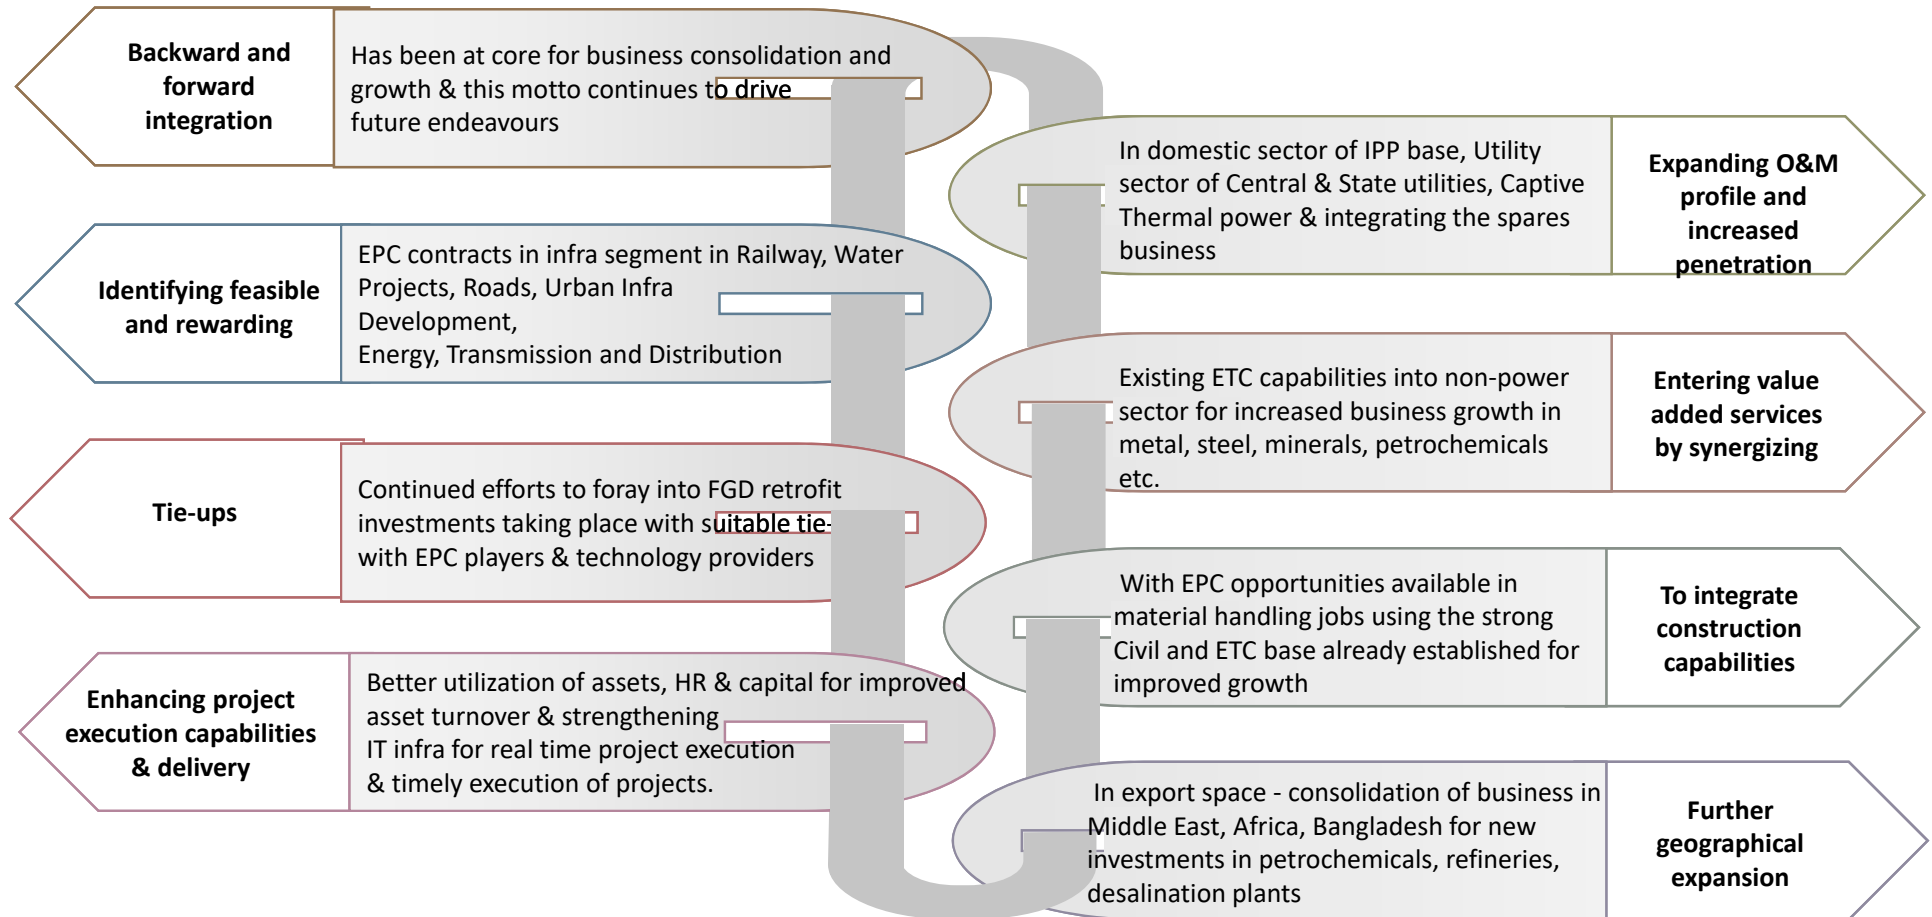 Backward and
forward
integration
Has been at core for business consolidation and
growth & this motto continues to drive
future endeavours
Identifying feasible
and rewarding
EPC contracts in infra segment in Railway, Water
Projects, Roads, Urban Infra
Development,
Energy, Transmission and Distribution
Tie-ups
Continued efforts to foray into FGD retrofit
investments taking place with suitable tie-
with EPC players & technology providers
Enhancing project
execution capabilities
& delivery
Better utilization of assets, HR & capital for improved
asset turnover & strengthening
IT infra for real time project execution
& timely execution of projects.
In domestic sector of IPP base, Utility
sector of Central & State utilities, Captive
Thermal power & integrating the spares
business
Expanding O&M
profile and
increased
penetration
Existing ETC capabilities into non-power
sector for increased business growth in
metal, steel, minerals, petrochemicals
etc.
Entering value
added services
by synergizing
With EPC opportunities available in
material handling jobs using the strong
Civil and ETC base already established for
improved growth
To integrate
construction
capabilities
In export space - consolidation of business in
Middle East, Africa, Bangladesh for new
investments in petrochemicals, refineries,
desalination plants
Further
geographical
expansion